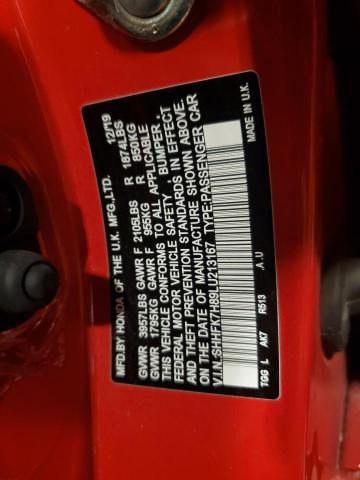 MFD.BY HONDA OF THE U.K. MFG.,LTD. 12/19
GVWR 3957LBS GAWR F 2105LBS R 1874LBS
GVWR 1795KG GAWR F 955KG R 850KG
THIS VEHICLE CONFORMS TO ALL APPLICABLE
FEDERAL MOTOR VEHICLE SAFETY, BUMPER,
AND THEFT PREVENTION STANDARDS IN EFFECT
ON THE DATE OF MANUFACTURE SHOWN ABOVE.
V.I.N.:SHHFK7H89LU213167 TYPE:PASSENGER CAR
.A.U MADE IN U.K.
TGG L AK7 R513